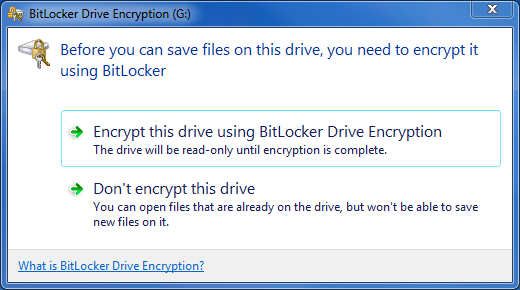 BitLocker Drive Encryption (G:)
Before you can save files on this drive, you need to encrypt it
using BitLocker
Encrypt this drive using BitLocker Drive Encryption
The drive will be read-only until encryption is complete.
Don't encrypt this drive
You can open files that are already on the drive, but won't be able to save
new files on it.
What is BitLocker Drive Encryption?